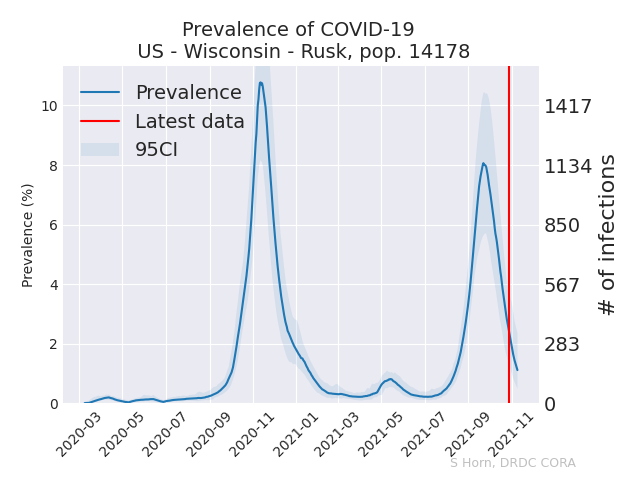 Prevalence of COVID-19
US - Wisconsin - Rusk, pop. 14178
Prevalence
Latest data
95CI
Prevalence (%)
10
8
6
4
2
0
1417
1134
850
567
283
0
# of infections
2020-03
2020-05
2020-07
2020-09
2020-11
2021-01
2021-03
2021-05
2021-07
2021-09
2021-11
S Horn, DRDC CORA